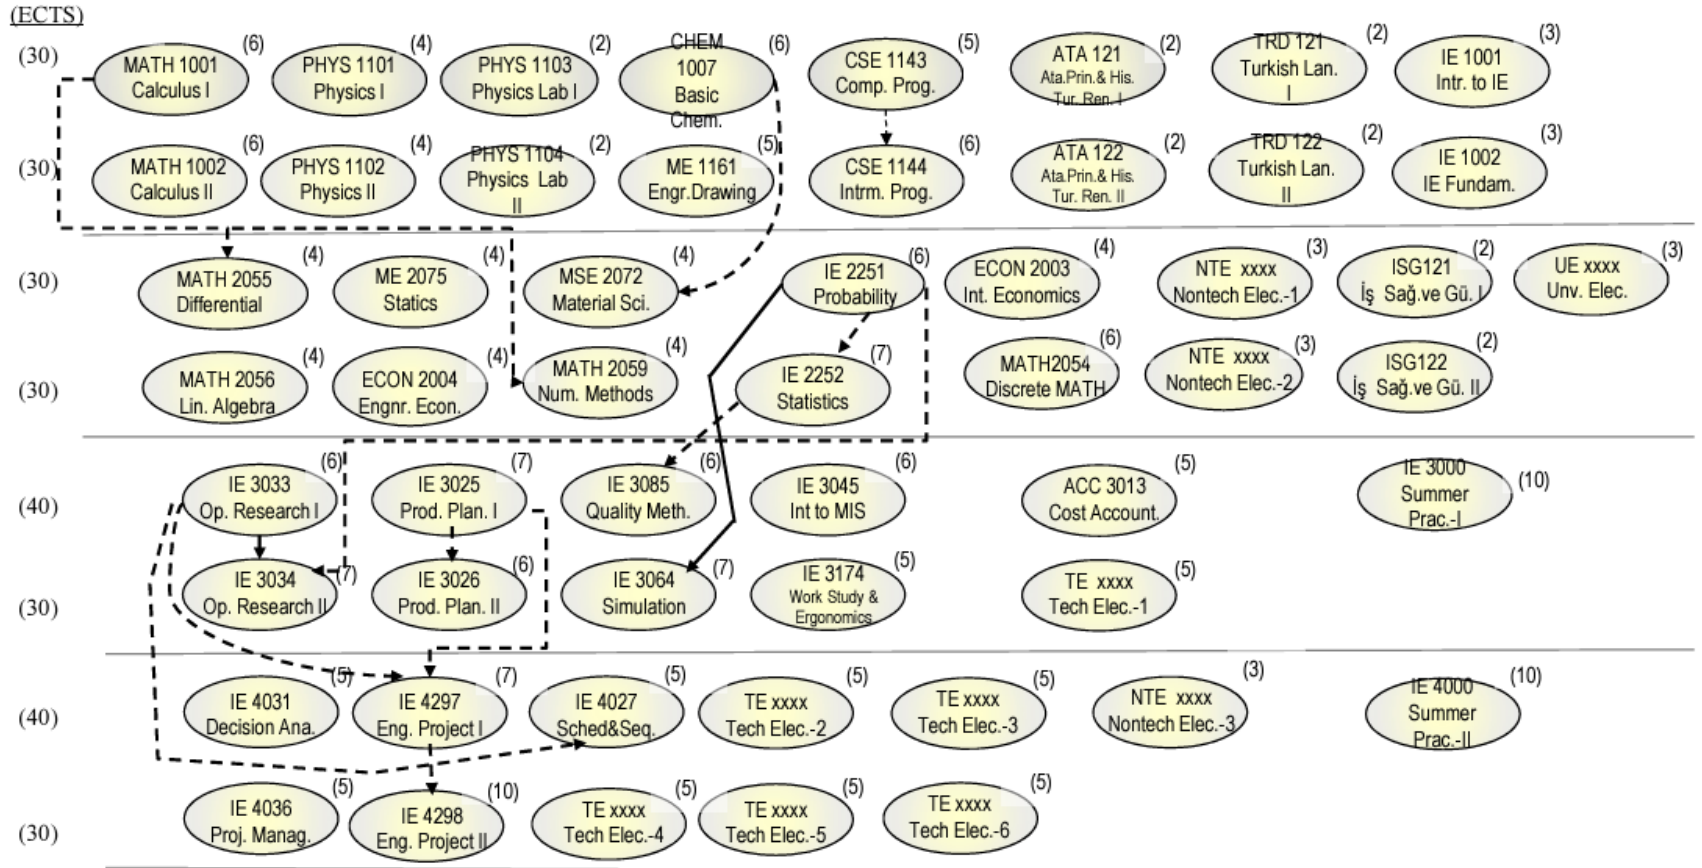 (ECTS)
(30)
MATH 1001
Calculus I
(6)
PHYS 1101
Physics I
(4)
PHYS 1103
Physics Lab I
(2)
CHEM
1007
Basic
Chem.
(6)
CSE 1143
Comp. Prog.
(5)
ATA 121
Ata.Prin.& His.
Tur. Ren. I
(2)
TRD 121
Turkish Lan.
I
(2)
IE 1001
Intr. to IE
(3)
(30)
MATH 1002
Calculus II
(6)
PHYS 1102
Physics II
(4)
PHYS 1104
Physics Lab
II
(2)
ME 1161
Engr.Drawing
(5)
CSE 1144
Intrm. Prog.
(6)
ATA 122
Ata.Prin.& His.
Tur. Ren. II
(2)
TRD 122
Turkish Lan.
II
(2)
IE 1002
IE Fundam.
(3)
(30)
MATH 2055
Differential
(4)
ME 2075
Statics
(4)
MSE 2072
Material Sci.
(4)
IE 2251
Probability
(6)
ECON 2003
Int. Economics
(4)
NTE xxxx
Nontech Elec.-1
(3)
ISG121
İş Sağ.ve Gü. I
(2)
UE xxxx
Unv. Elec.
(3)
(30)
MATH 2056
Lin. Algebra
(4)
ECON 2004
Engnr. Econ.
(4)
MATH 2059
Num. Methods
(4)
IE 2252
Statistics
(7)
MATH2054
Discrete MATH
(6)
NTE xxxx
Nontech Elec.-2
(3)
ISG122
İş Sağ.ve Gü. II
(2)
(40)
IE 3033
Op. Research I
(6)
IE 3025
Prod. Plan. I
(7)
IE 3085
Quality Meth.
(6)
IE 3045
Int to MIS
(6)
ACC 3013
Cost Account.
(5)
IE 3000
Summer
Prac.-I
(10)
(30)
IE 3034
Op. Research II
(7)
IE 3026
Prod. Plan. II
(6)
IE 3064
Simulation
(7)
IE 3174
Work Study &
Ergonomics
(5)
TE xxxx
Tech Elec.-1
(5)
(40)
IE 4031
Decision Ana.
(5)
IE 4297
Eng. Project I
(7)
IE 4027
Sched&Seq.
(5)
TE xxxx
Tech Elec.-2
(5)
TE xxxx
Tech Elec.-3
(5)
NTE xxxx
Nontech Elec.-3
(3)
IE 4000
Summer
Prac.-II
(10)
(30)
IE 4036
Proj. Manag.
(5)
IE 4298
Eng. Project II
(10)
TE xxxx
Tech Elec.-4
(5)
TE xxxx
Tech Elec.-5
(5)
TE xxxx
Tech Elec.-6
(5)